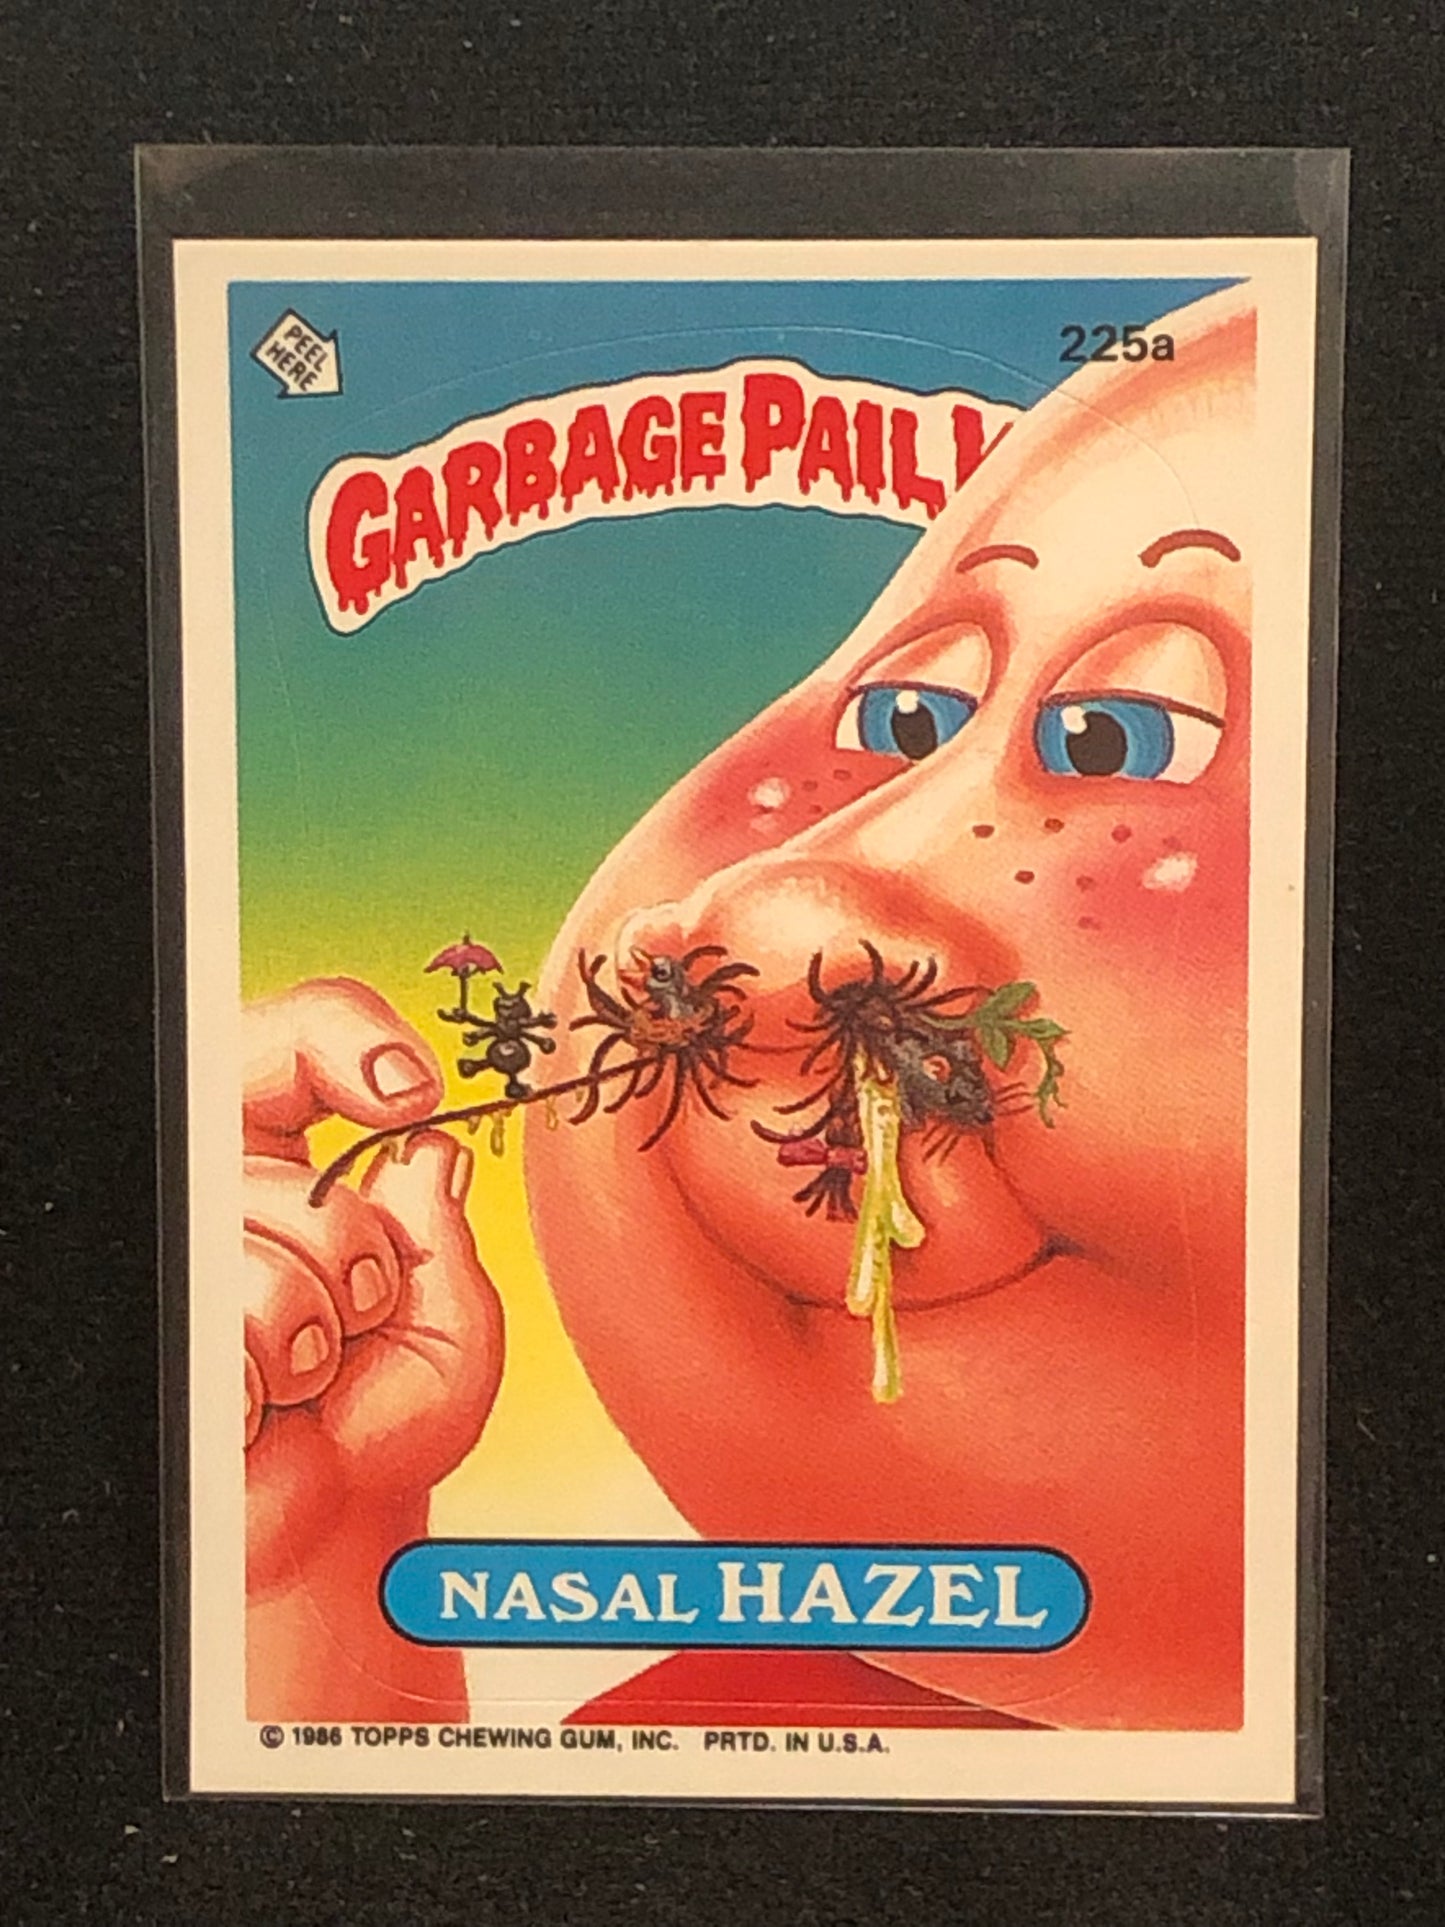 PEEL
HERE
225a
GARBAGE PAIL
NASAL HAZEL
© 1986 TOPPS CHEWING GUM, INC. PRTD. IN U.S.A.